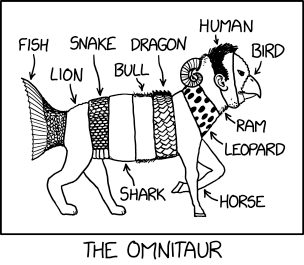 HUMAN
FISH
SNAKE
DRAGON
BIRD
LION
BULL
RAM
LEOPARD
SHARK
HORSE
THE OMNITAUR